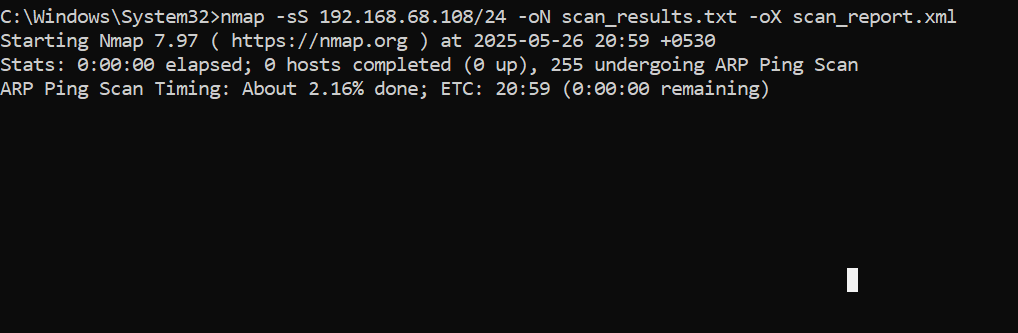 C:\Windows\System32>nmap -sS 192.168.68.108/24 -oN scan_results.txt -oX scan_report.xml
Starting Nmap 7.97 ( https://nmap.org ) at 2025-05-26 20:59 +0530
Stats: 0:00:00 elapsed; 0 hosts completed (0 up), 255 undergoing ARP Ping Scan
ARP Ping Scan Timing: About 2.16% done; ETC: 20:59 (0:00:00 remaining)